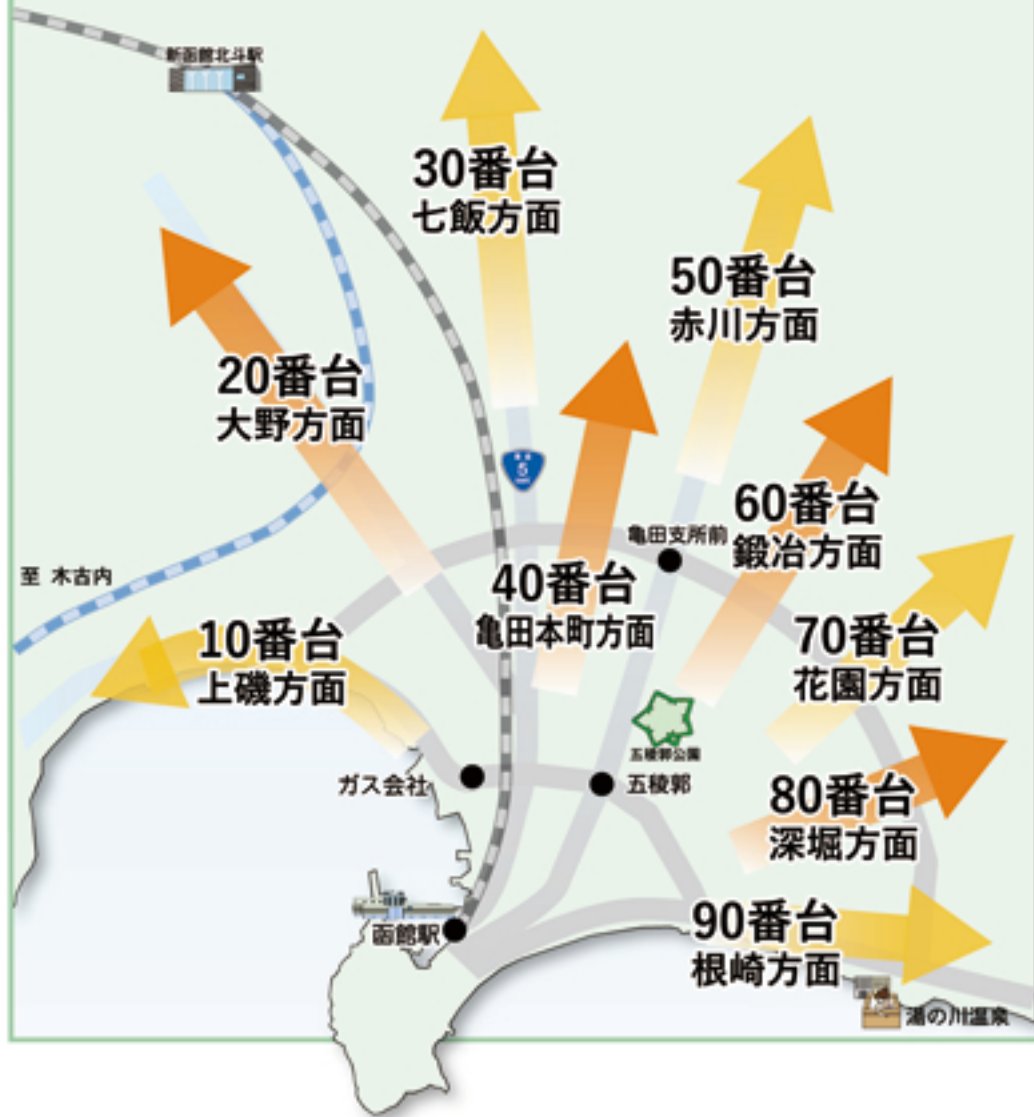 新函館北斗駅
30番台
七飯方面
50番台
赤川方面
20番台
大野方面
5
60番台
鍛冶方面
亀田支所前
40番台
亀田本町方面
至 木古内
10番台
上磯方面
70番台
花園方面
五稜郭公園
ガス会社
五稜郭
80番台
深堀方面
函館駅
90番台
根崎方面
湯の川温泉